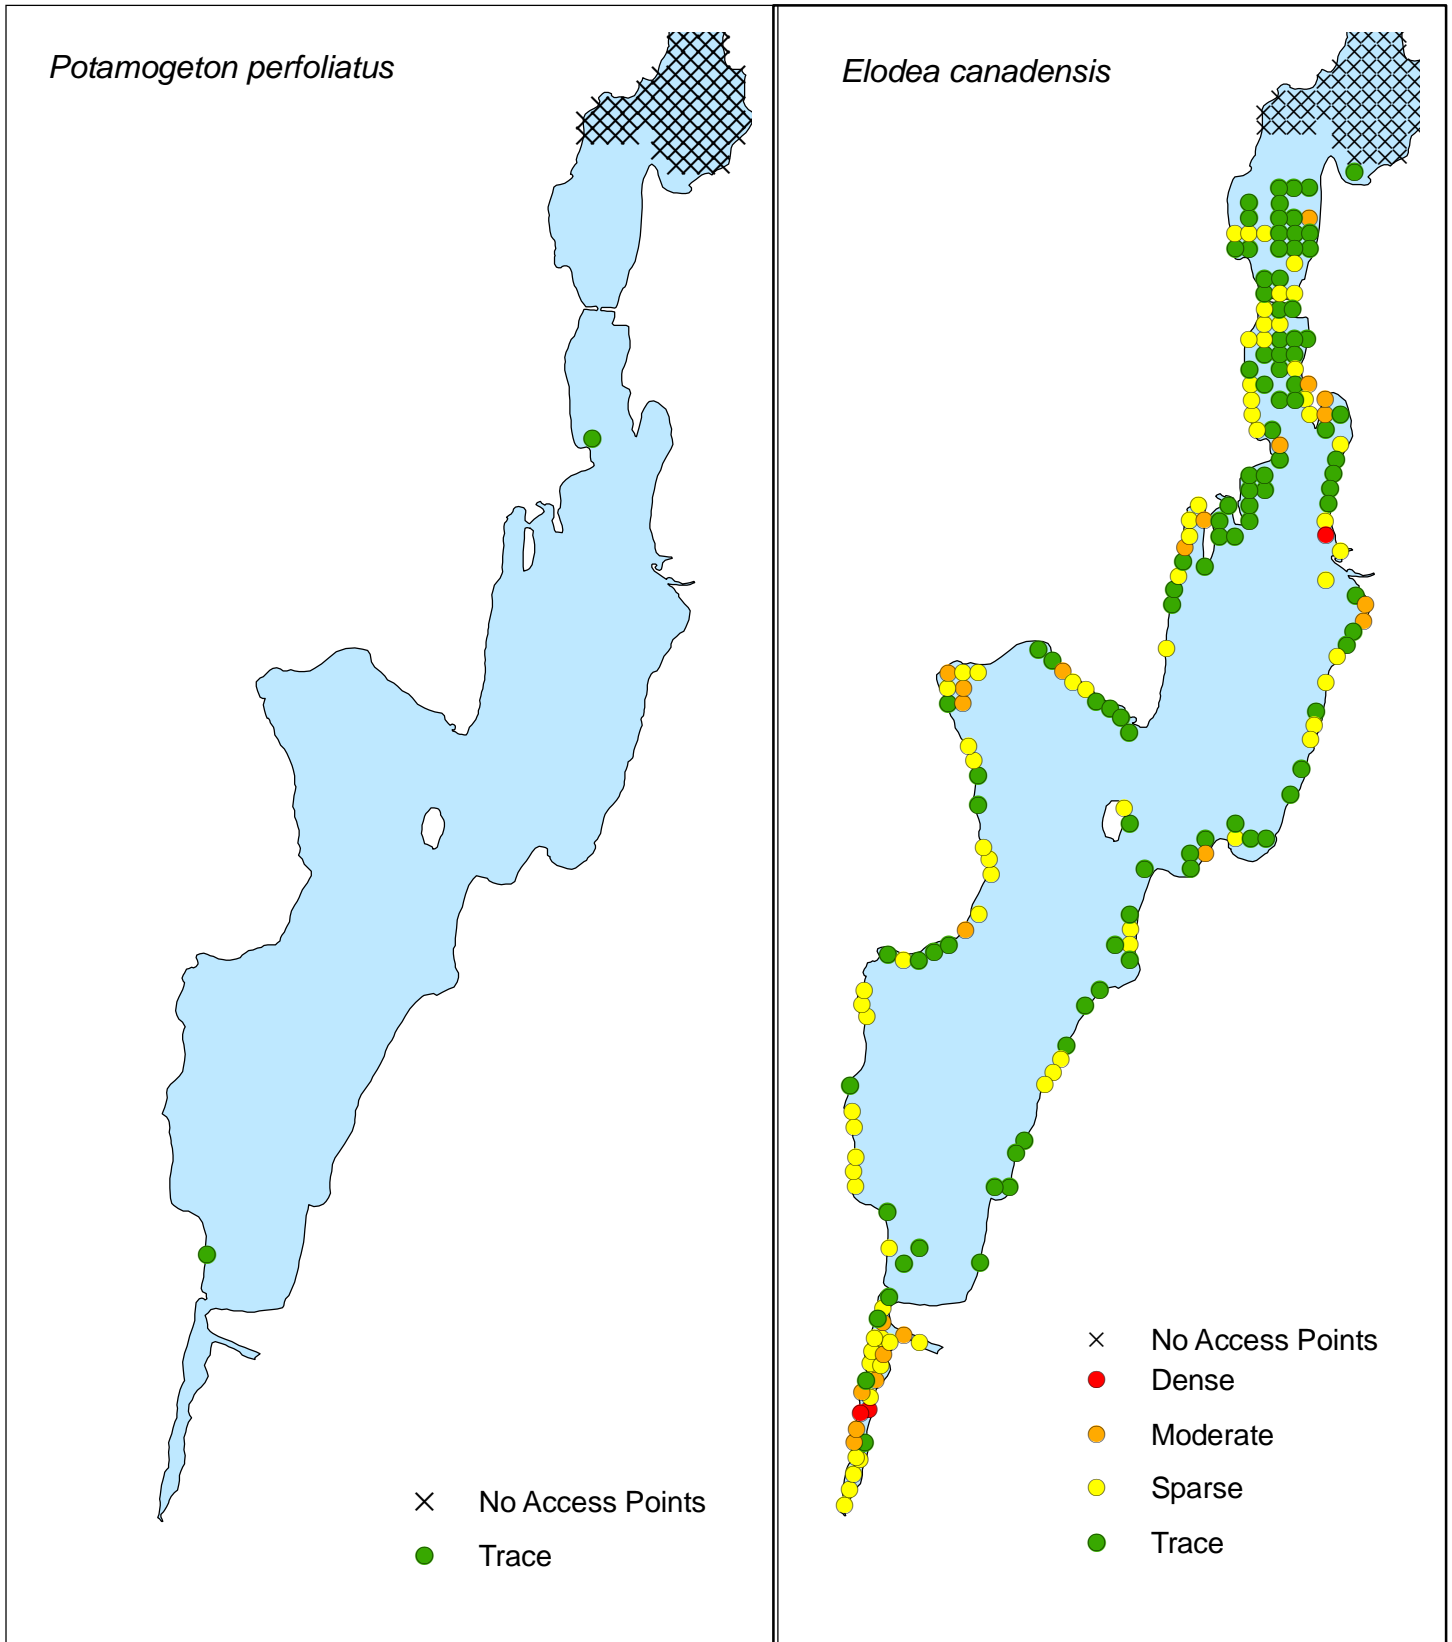 Potamogeton perfoliatus
No Access Points
Trace
Elodea canadensis
No Access Points
Dense
Moderate
Sparse
Trace